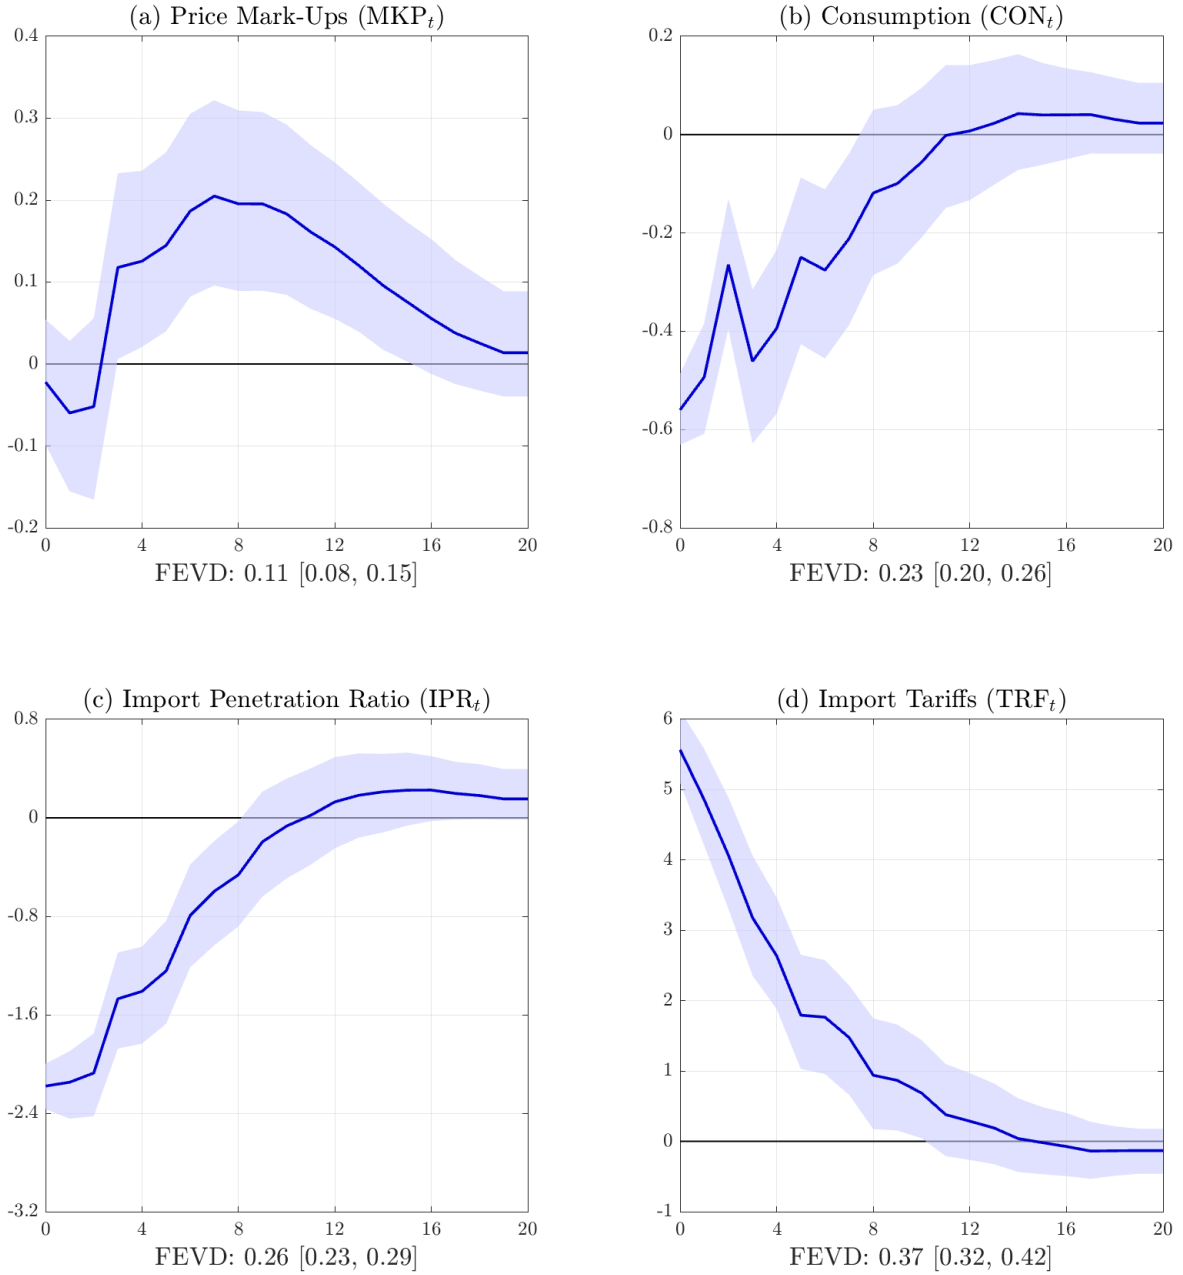 (a) Price Mark-Ups (MKPₜ)
0.4
0.3
0.2
0.1
0
-0.1
-0.2
0 4 8 12 16 20
FEVD: 0.11 [0.08, 0.15]
(b) Consumption (CONₜ)
0.2
0
-0.2
-0.4
-0.6
-0.8
0 4 8 12 16 20
FEVD: 0.23 [0.20, 0.26]
(c) Import Penetration Ratio (IPRₜ)
0.8
0
-0.8
-1.6
-2.4
-3.2
0 4 8 12 16 20
FEVD: 0.26 [0.23, 0.29]
(d) Import Tariffs (TRFₜ)
6
5
4
3
2
1
0
-1
0 4 8 12 16 20
FEVD: 0.37 [0.32, 0.42]